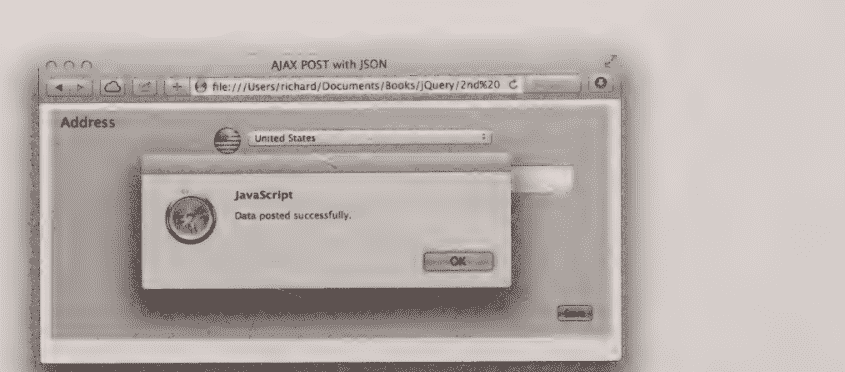 AJAX POST with JSON
file:///Users/richard/Documents/Books/jQuery/2nd%20
Address
United States
JavaScript
Data posted successfully.
OK
Save